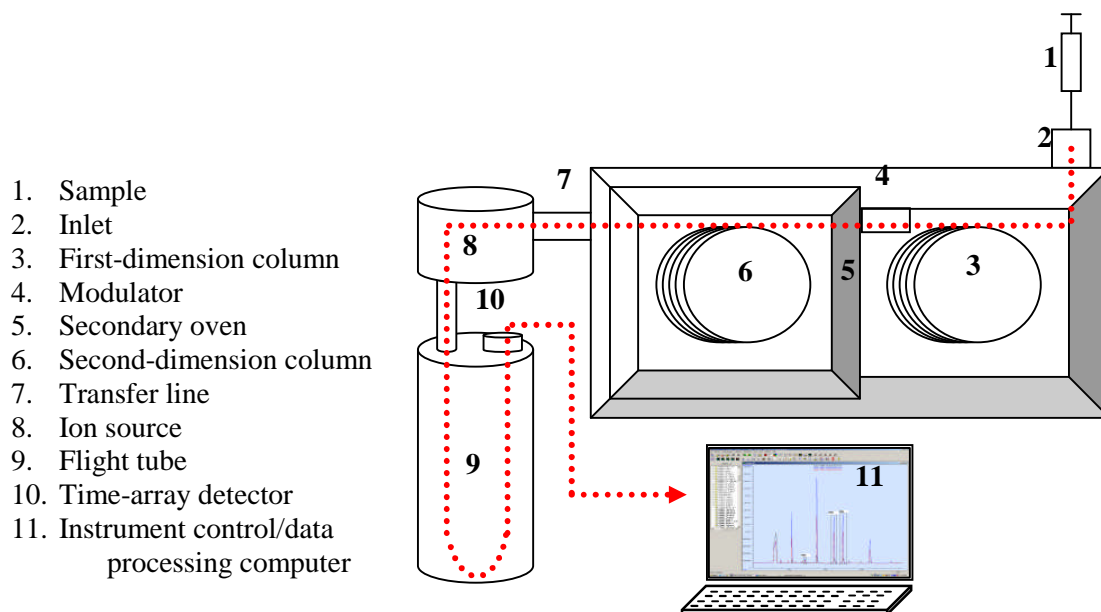 1. Sample
2. Inlet
3. First-dimension column
4. Modulator
5. Secondary oven
6. Second-dimension column
7. Transfer line
8. Ion source
9. Flight tube
10. Time-array detector
11. Instrument control/data
processing computer
1
2
7
4
8
6
5
3
10
9
11